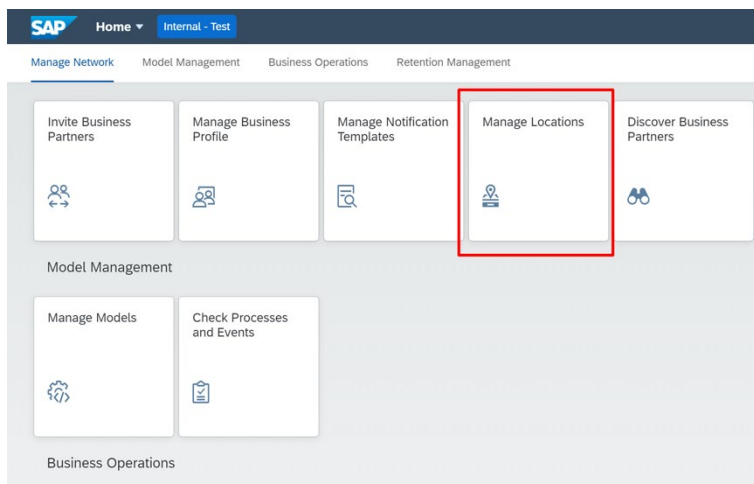 SAP Home Internal - Test
Manage Network Model Management Business Operations Retention Management
Invite Business
Partners
Manage Business
Profile
Manage Notification
Templates
Manage Locations
Discover Business
Partners
Model Management
Manage Models
Check Processes
and Events
Business Operations